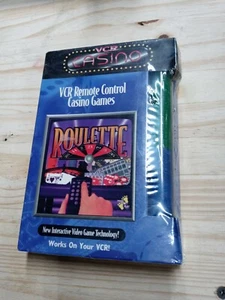 VCR
CASINO
VCR Remote Control
Casino Games
ROULETTE
New Interactive Video Game Technology!
Works On Your VCR!